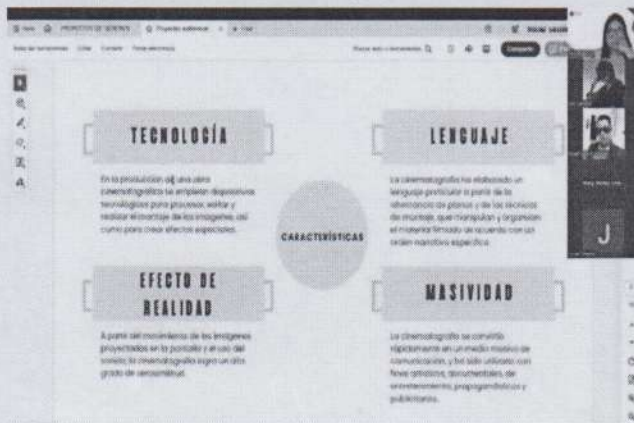 TECNOLOGÍA
En la producción de una obra
cinematográfica se emplean dispositivos
tecnológicos para procesar, editar y
realizar el montaje de las imágenes, así
como para crear efectos especiales.
LENGUAJE
La cinematografía ha elaborado un
lenguaje particular a partir de la
alternancia de planos y de las técnicas
de montaje, que manipulan y organizan
el material filmado de acuerdo con un
orden narrativo específico.
CARACTERÍSTICAS
EFECTO DE
REALIDAD
A partir del movimiento de las imágenes
proyectadas en la pantalla y el uso del
sonido, la cinematografía logra un alto
grado de verosimilitud.
MASIVIDAD
La cinematografía se convirtió
rápidamente en un medio masivo de
comunicación, y ha sido utilizado con
fines artísticos, documentales, de
entretenimiento, propagandísticos y
publicitarios.
J